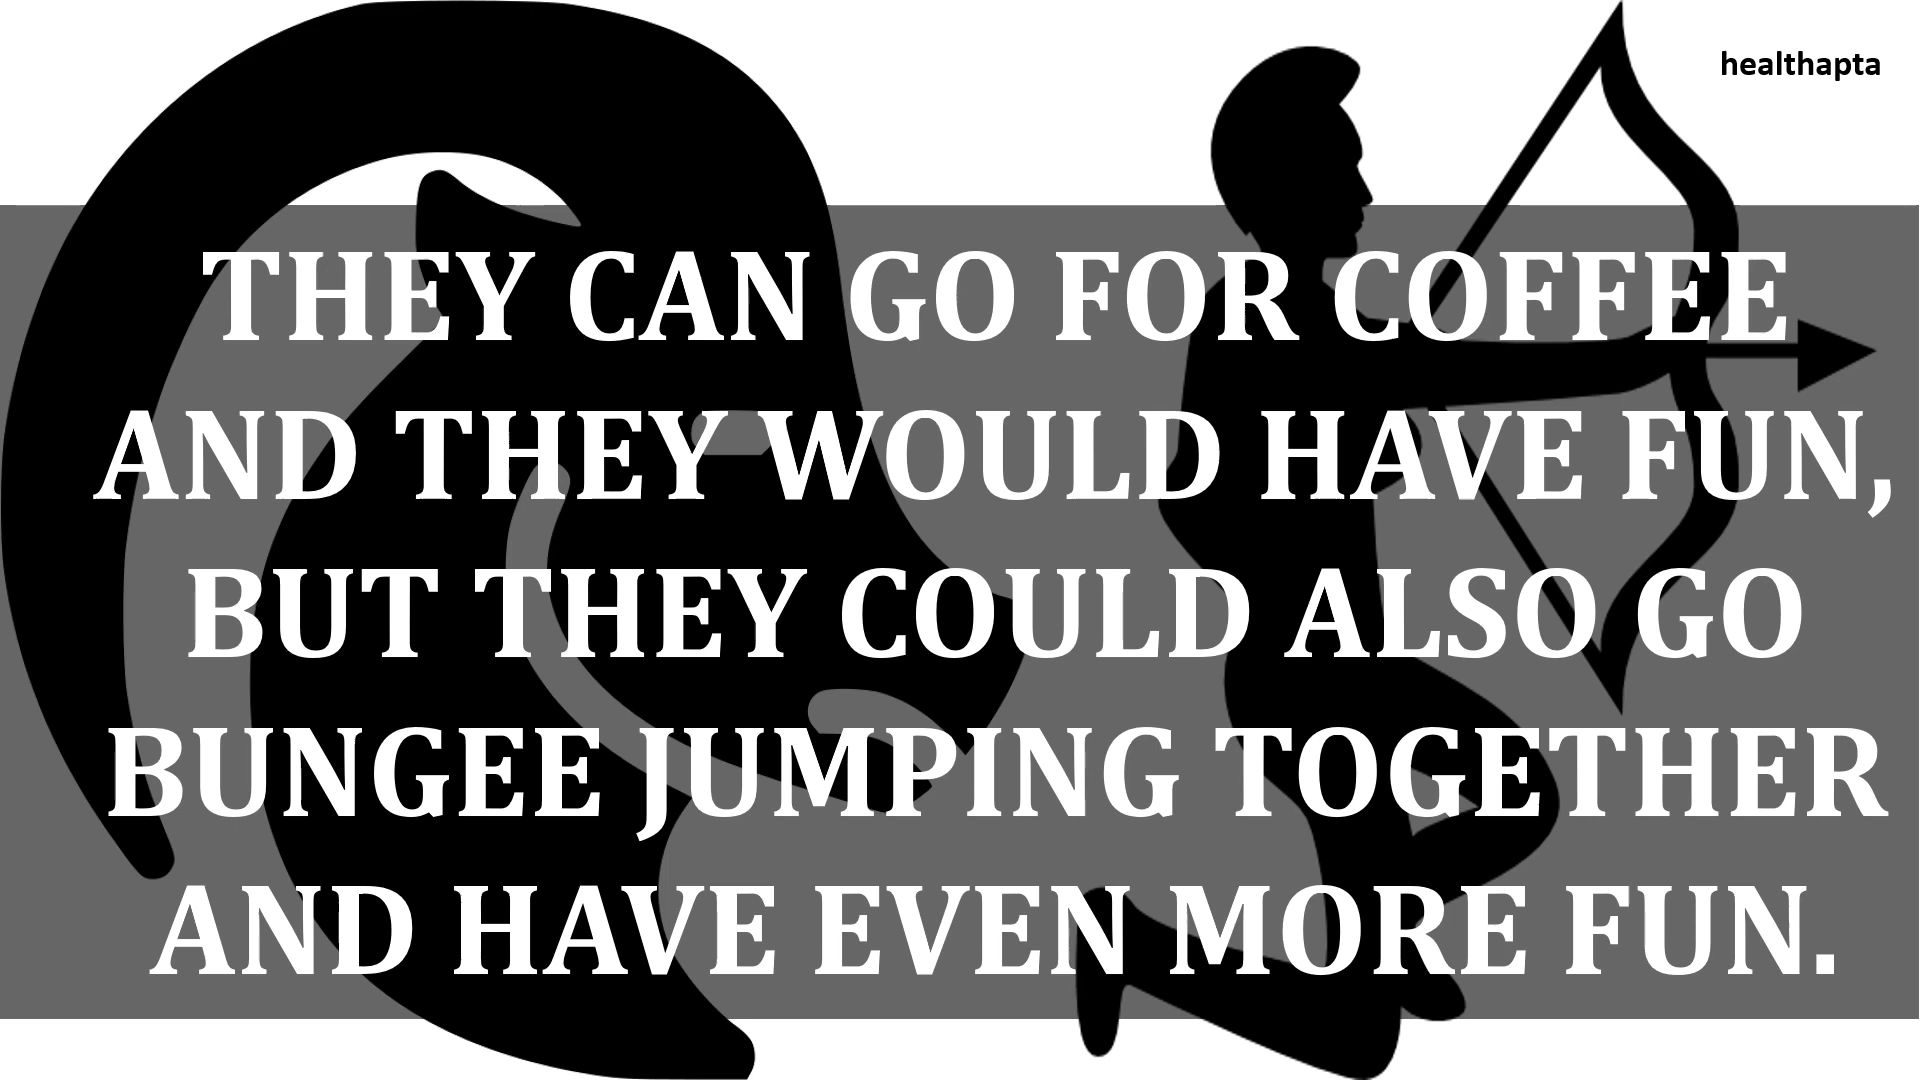 healthapta
THEY CAN GO FOR COFFEE
AND THEY WOULD HAVE FUN,
BUT THEY COULD ALSO GO
BUNGEE JUMPING TOGETHER
AND HAVE EVEN MORE FUN.